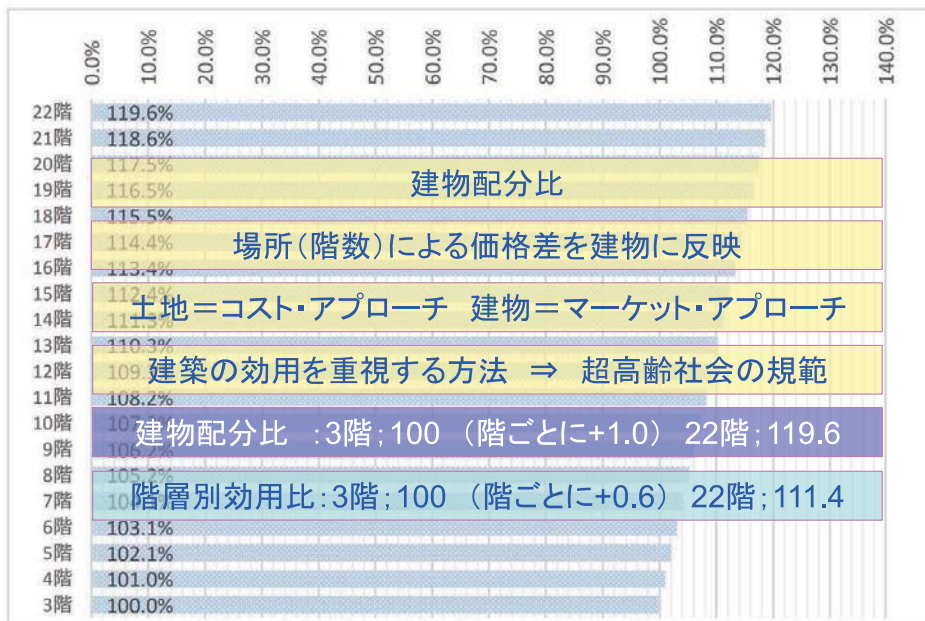 0.0% 10.0% 20.0% 30.0% 40.0% 50.0% 60.0% 70.0% 80.0% 90.0% 100.0% 110.0% 120.0% 130.0% 140.0%
22階 119.6%
21階 118.6%
20階 117.5%
建物配分比
19階 116.5%
18階 115.5%
17階 114.4%
場所(階数)による価格差を建物に反映
16階 113.4%
15階 112.4%
土地=コスト・アプローチ 建物=マーケット・アプローチ
14階 111.3%
13階 110.3%
12階
建築の効用を重視する方法 ⇒ 超高齢社会の規範
11階 108.2%
10階
建物配分比 :3階;100 (階ごとに+1.0) 22階;119.6
9階 106.2%
8階 105.2%
7階
階層別効用比:3階;100 (階ごとに+0.6) 22階;111.4
6階 103.1%
5階 102.1%
4階 101.0%
3階 100.0%